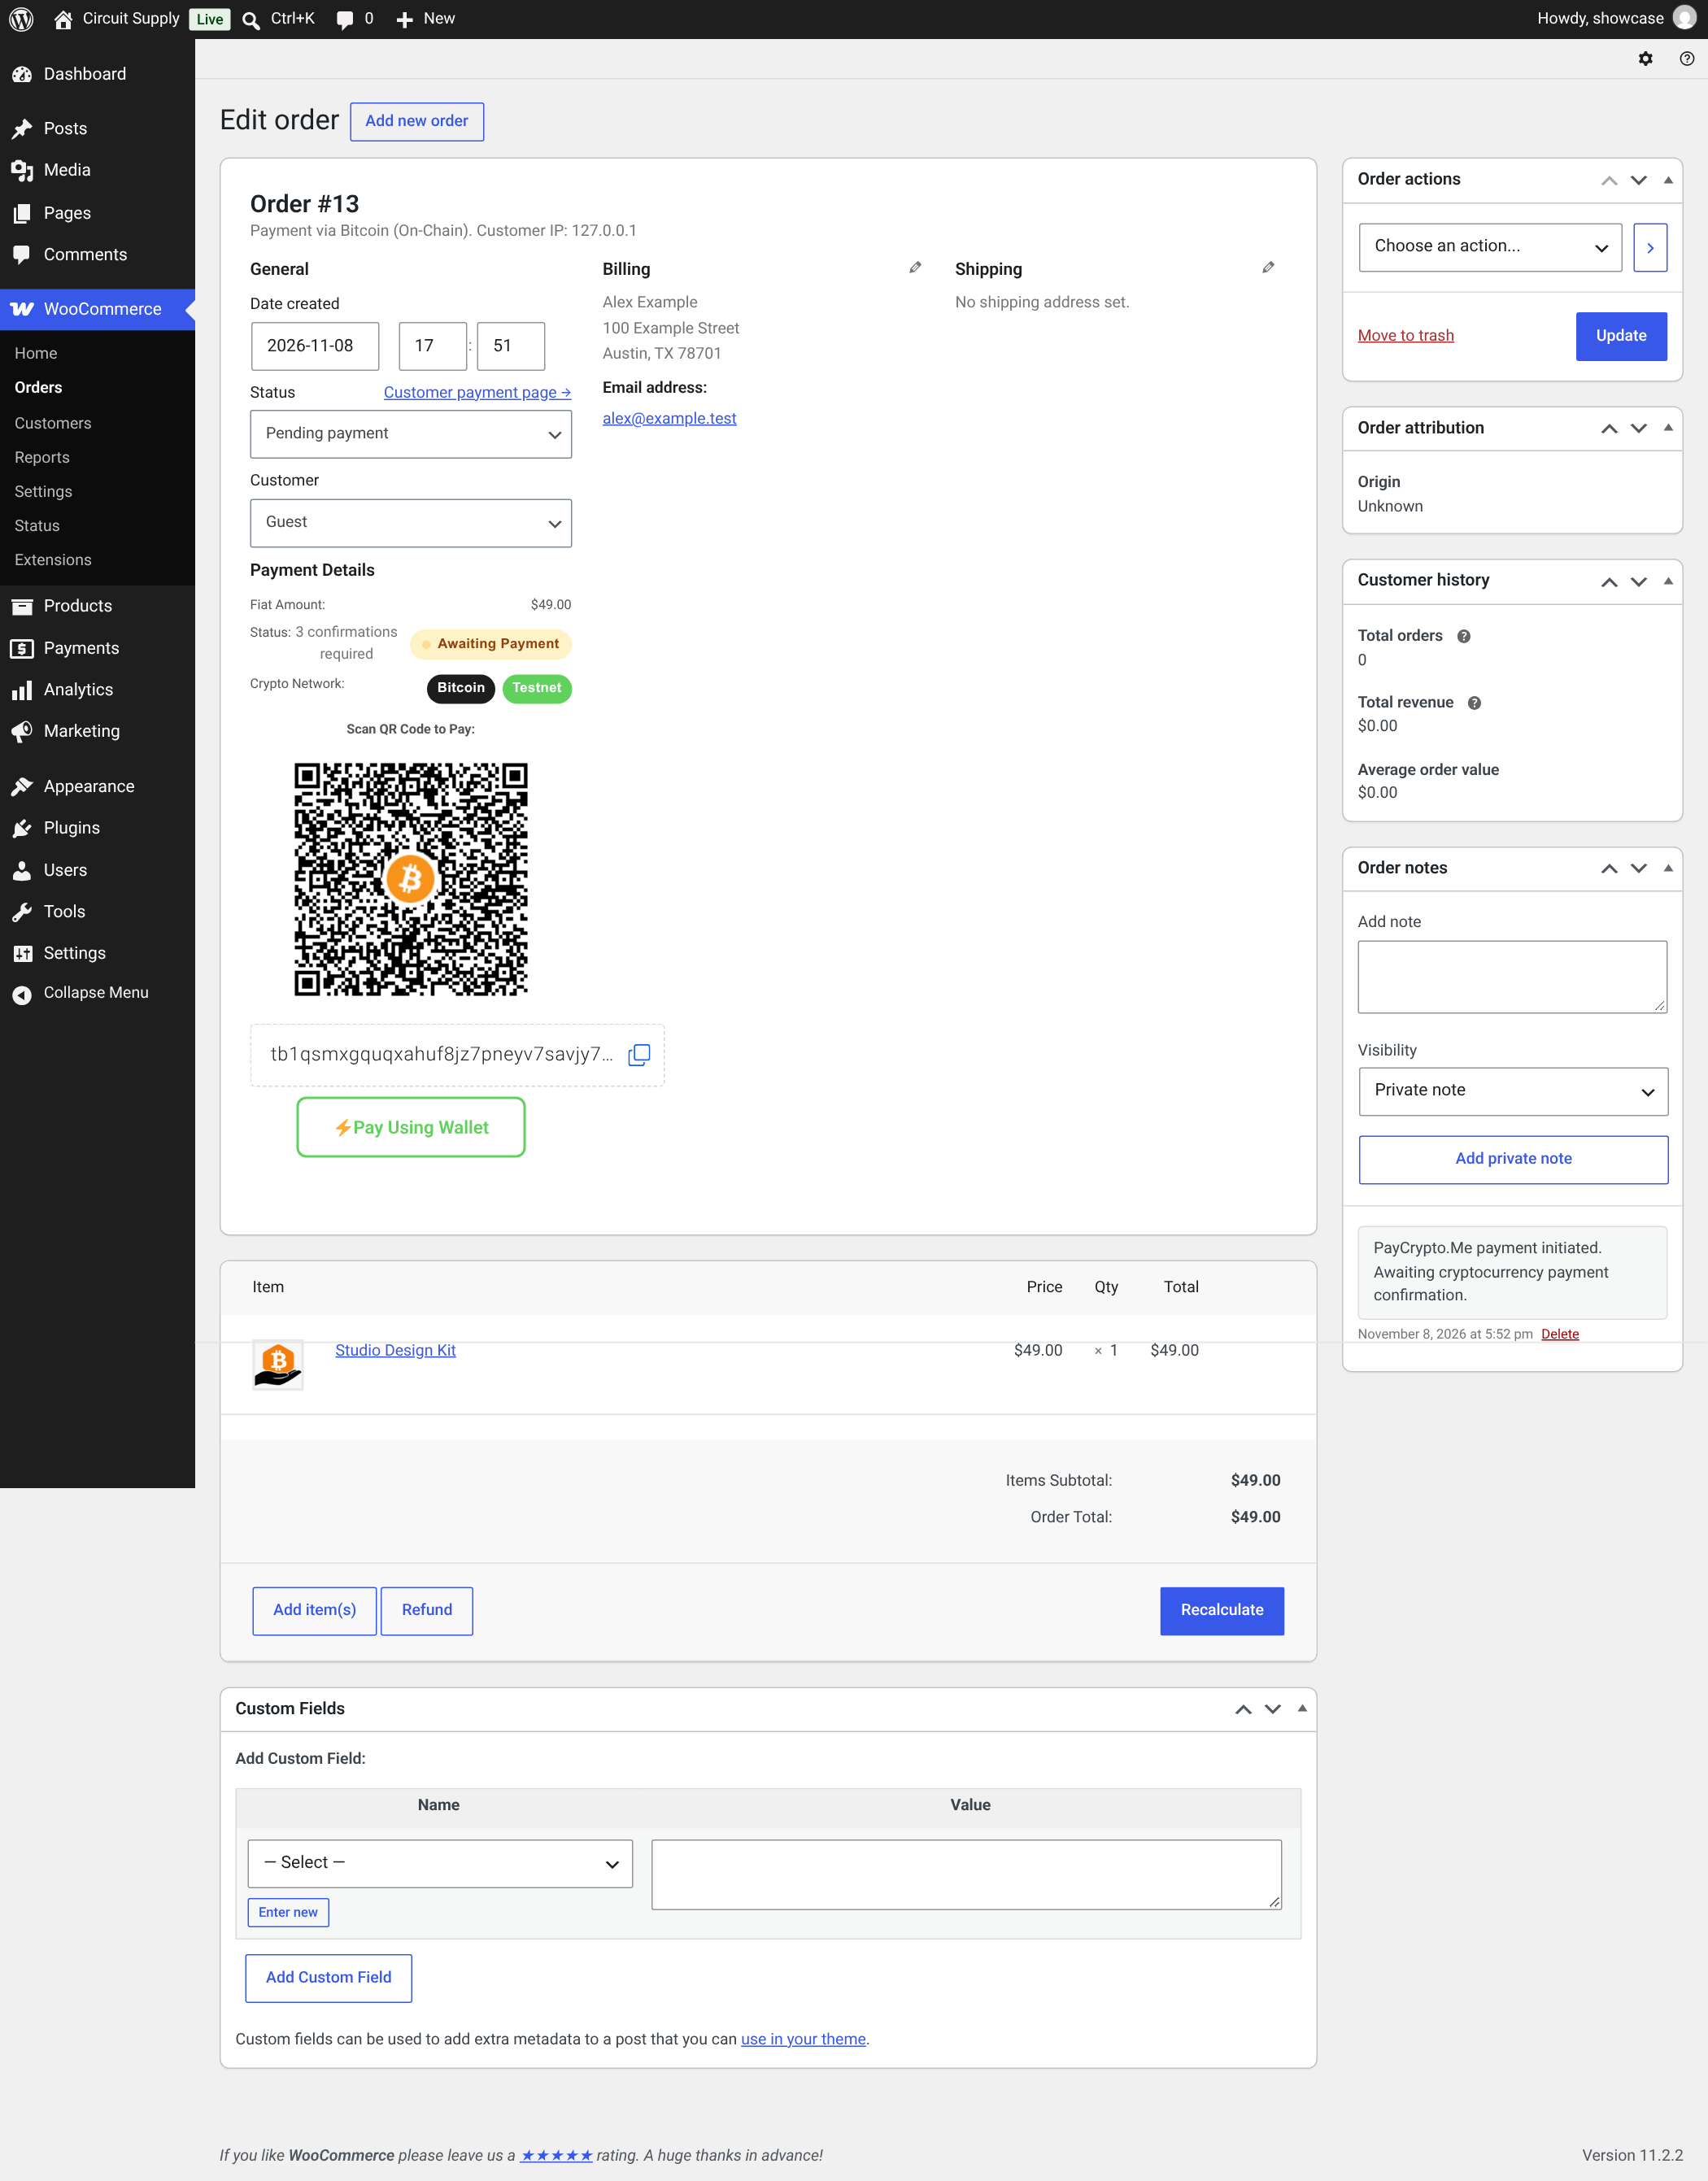 Circuit Supply Live Ctrl+K 0 New
Howdy, showcase
Dashboard
Posts
Media
Pages
Comments
WooCommerce
Home
Orders
Customers
Reports
Settings
Status
Extensions
Products
Payments
Analytics
Marketing
Appearance
Plugins
Users
Tools
Settings
Collapse Menu
Edit order
Add new order
Order #13
Payment via Bitcoin (On-Chain). Customer IP: 127.0.0.1
General
Date created
2026-11-08 17 : 51
Status Customer payment page →
Pending payment
Customer
Guest
Payment Details
Fiat Amount: $49.00
Status: 3 confirmations
required
Awaiting Payment
Crypto Network: Bitcoin Testnet
Scan QR Code to Pay:
tb1qsmxgquqxahuf8jz7pneyv7savjy7...
⚡Pay Using Wallet
Billing
Alex Example
100 Example Street
Austin, TX 78701
Email address:
alex@example.test
Shipping
No shipping address set.
Item Price Qty Total
Studio Design Kit $49.00 × 1 $49.00
Items Subtotal: $49.00
Order Total: $49.00
Add item(s) Refund Recalculate
Custom Fields
Add Custom Field:
Name Value
— Select —
Enter new
Add Custom Field
Custom fields can be used to add extra metadata to a post that you can use in your theme.
Order actions
Choose an action...
Move to trash Update
Order attribution
Origin
Unknown
Customer history
Total orders ?
0
Total revenue ?
$0.00
Average order value
$0.00
Order notes
Add note
Visibility
Private note
Add private note
PayCrypto.Me payment initiated.
Awaiting cryptocurrency payment
confirmation.
November 8, 2026 at 5:52 pm Delete
If you like WooCommerce please leave us a ★★★★★ rating. A huge thanks in advance!
Version 11.2.2